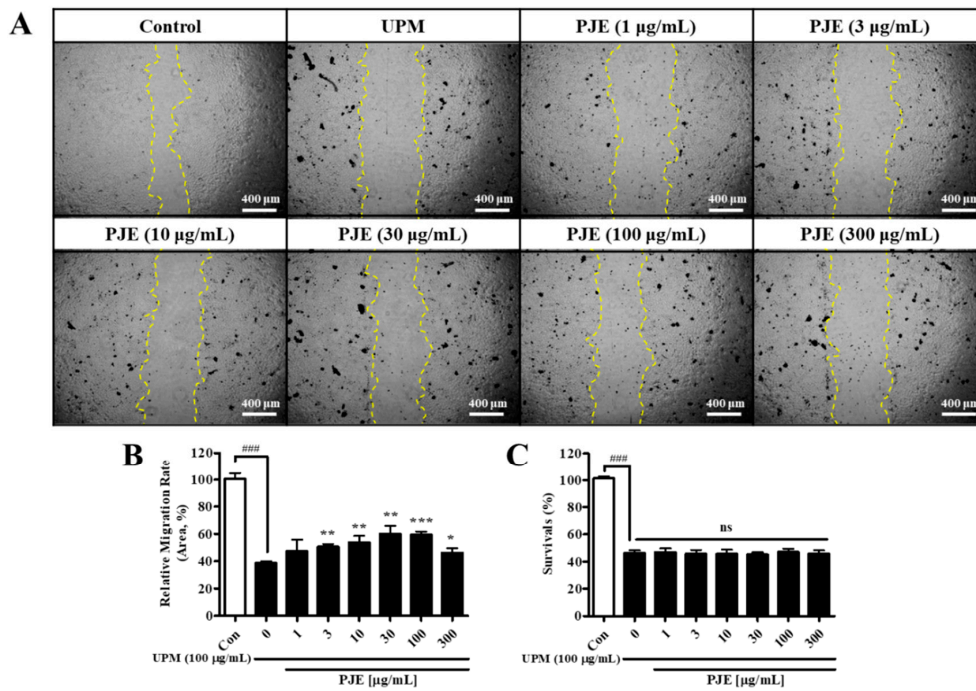 A
Control UPM PJE (1 μg/mL) PJE (3 μg/mL)
400 μm 400 μm 400 μm 400 μm
PJE (10 μg/mL) PJE (30 μg/mL) PJE (100 μg/mL) PJE (300 μg/mL)
400 μm 400 μm 400 μm 400 μm
B
Relative Migration Rate
(Area, %)
120
100
80
60
40
20
0
###
** ** ** *** *
Con 0 1 3 10 30 100 300
UPM (100 μg/mL)
PJE [μg/mL]
C
Survivals (%)
120
100
80
60
40
20
0
###
ns
Con 0 1 3 10 30 100 300
UPM (100 μg/mL)
PJE [μg/mL]